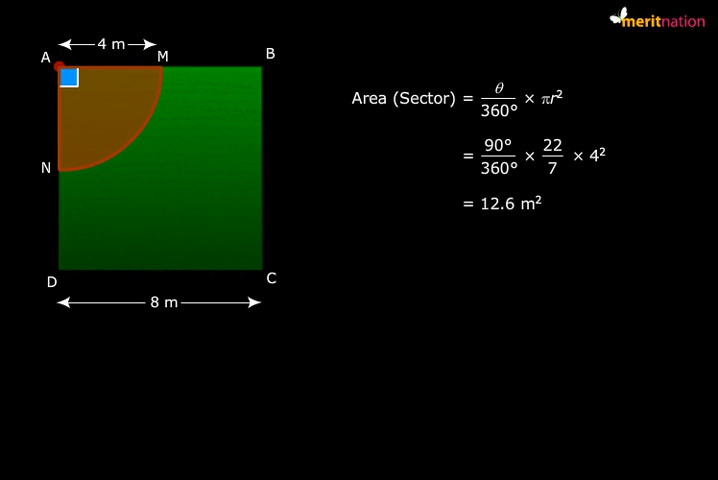 meritnation
4 m
A M B
Area (Sector) = θ/360° × πr²
= 90°/360° × 22/7 × 4²
N
= 12.6 m²
D C
8 m